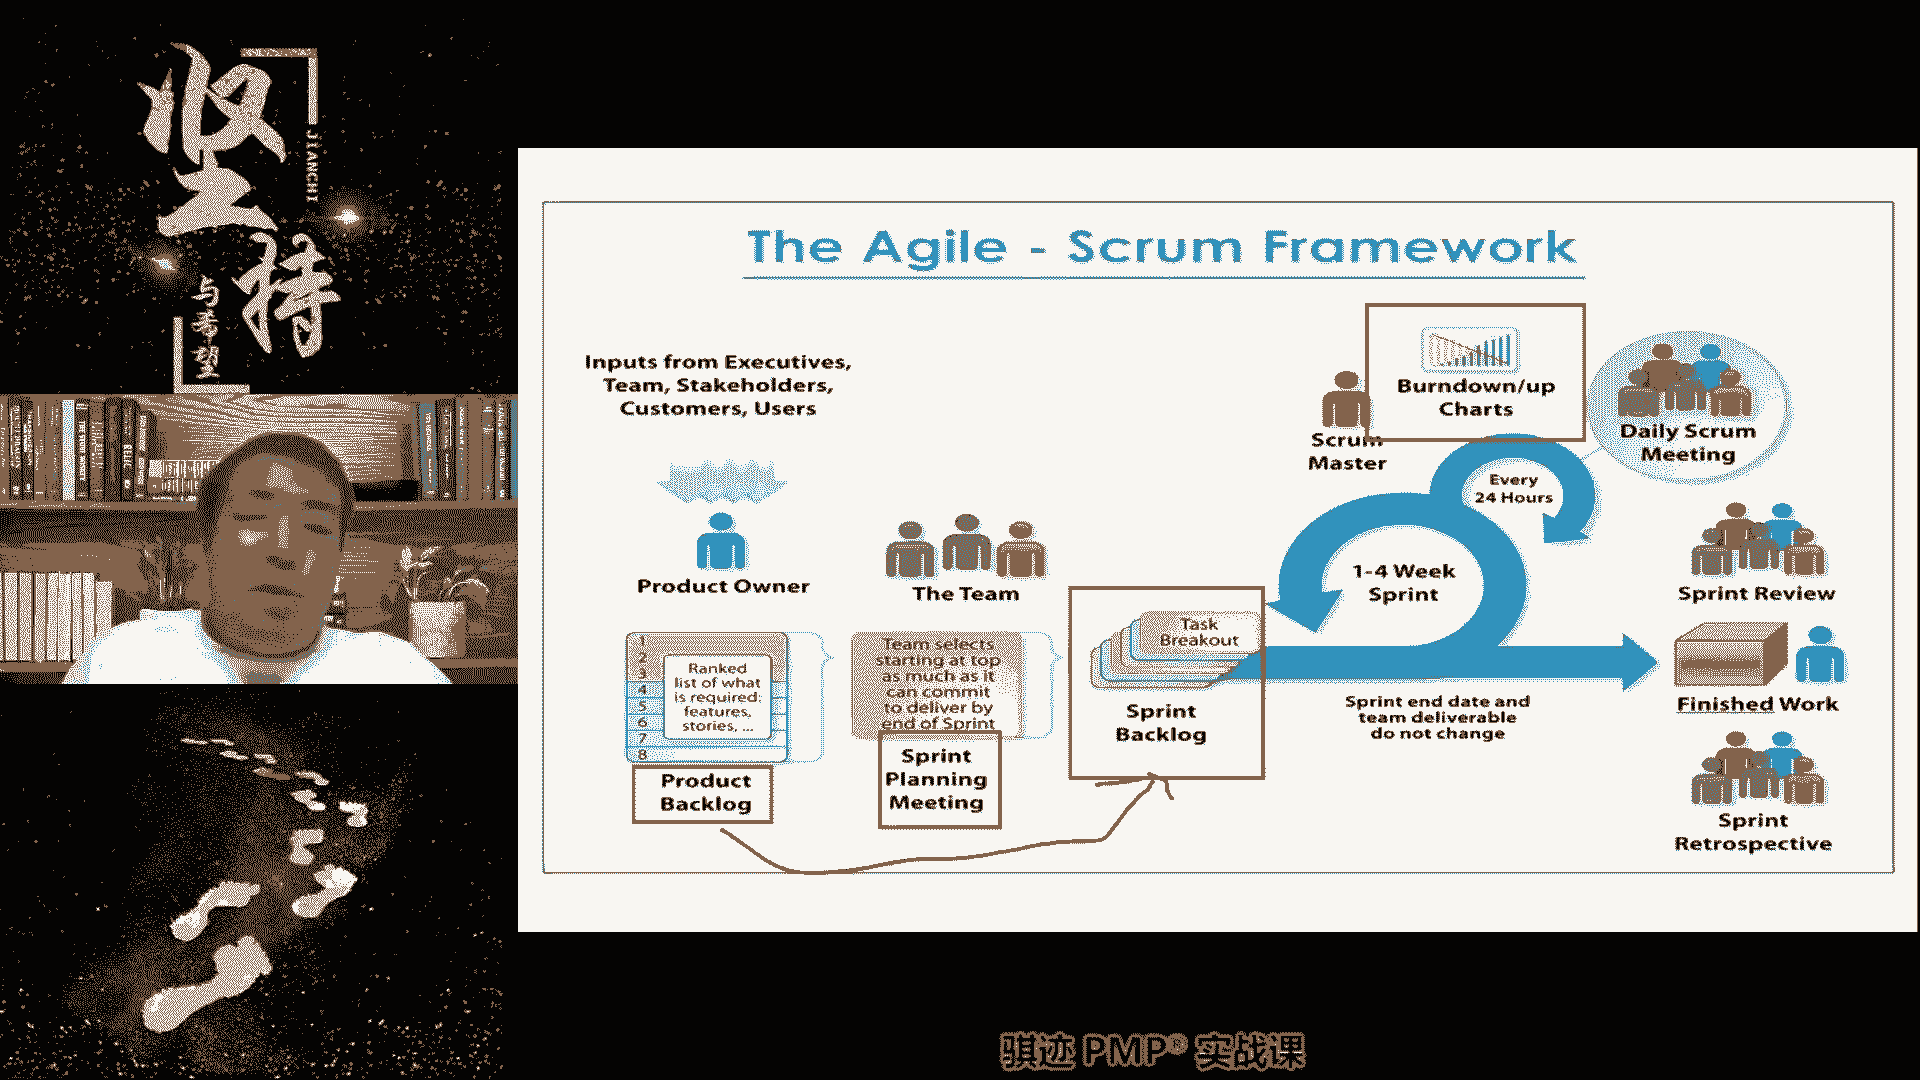 坚持
JIANCHI
与希望
The Agile - Scrum Framework
Inputs from Executives,
Team, Stakeholders,
Customers, Users
Product Owner
The Team
1
2
3
4
5
6
7
8
Ranked
list of what
is required:
features,
stories, ...
Product
Backlog
Team selects
starting at top
as much as it
can commit
to deliver by
end of Sprint
Sprint
Planning
Meeting
Task
Breakout
Sprint
Backlog
Scrum
Master
Burndown/up
Charts
Every
24 Hours
1-4 Week
Sprint
Sprint end date and
team deliverable
do not change
Daily Scrum
Meeting
Sprint Review
Finished Work
Sprint
Retrospective
骐迹 PMP® 实战课